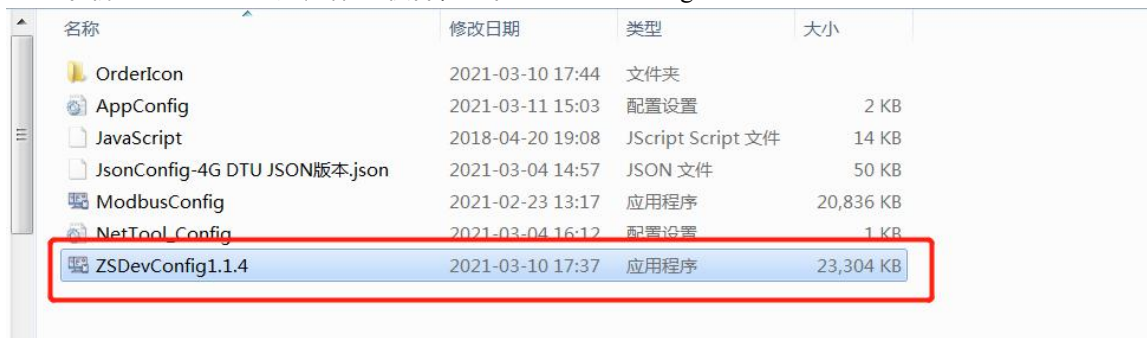 名称 修改日期 类型 大小
OrderIcon 2021-03-10 17:44 文件夹
AppConfig 2021-03-11 15:03 配置设置 2 KB
JavaScript 2018-04-20 19:08 JScript Script 文件 14 KB
JsonConfig-4G DTU JSON版本.json 2021-03-04 14:57 JSON 文件 50 KB
ModbusConfig 2021-02-23 13:17 应用程序 20,836 KB
NetTool_Config 2021-03-04 16:12 配置设置 1 KB
ZSDevConfig1.1.4 2021-03-10 17:37 应用程序 23,304 KB